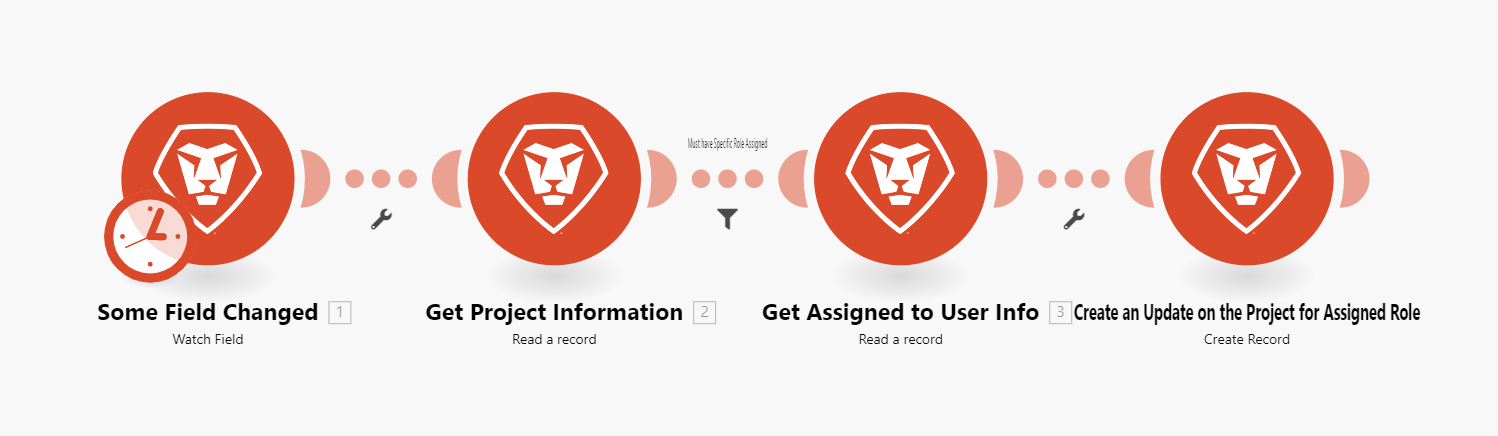 Must have Specific Role Assigned
Some Field Changed 1
Watch Field
Get Project Information 2
Read a record
Get Assigned to User Info 3
Read a record
Create an Update on the Project for Assigned Role
Create Record